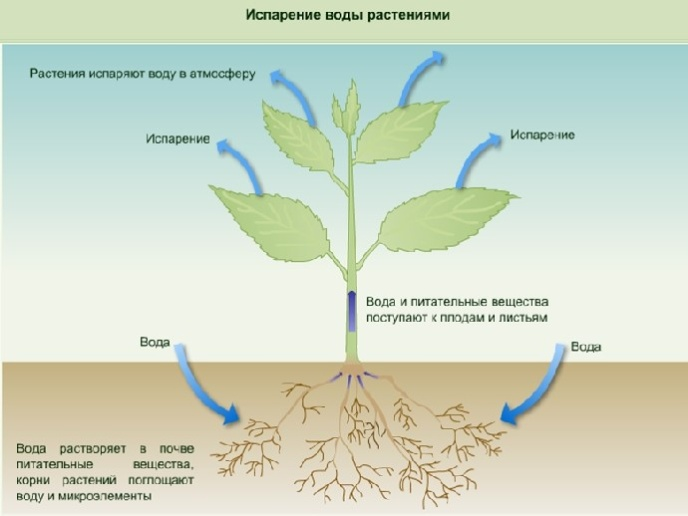 Испарение воды растениями
Растения испаряют воду в атмосферу
Испарение
Испарение
Вода и питательные вещества
поступают к плодам и листьям
Вода
Вода
Вода растворяет в почве
питательные вещества,
корни растений поглощают
воду и микроэлементы